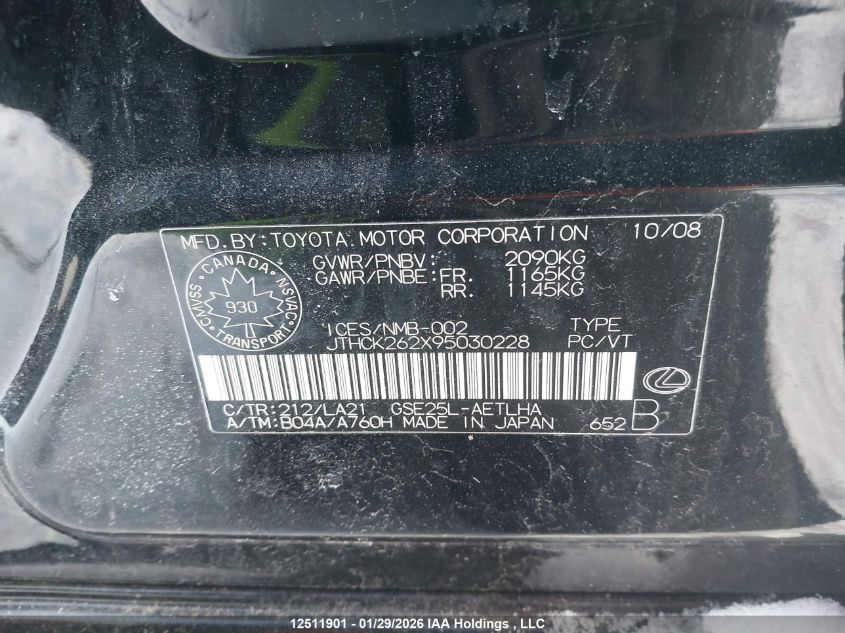 MFD. BY: TOYOTA MOTOR CORPORATION 10/08
GVWR/PNBV: 2090KG
GAWR/PNBE: FR. 1165KG
RR. 1145KG
CANADA
CMVSS 930 NSVAC
TRANSPORT
ICES/NMB-002 TYPE
JTHCK262X95030228 PC/VT
C/TR: 212/LA21 GSE25L-AETLHA
A/TM: B04A/A760H MADE IN JAPAN 652 B
12511901 - 01/29/2026 IAA Holdings, LLC